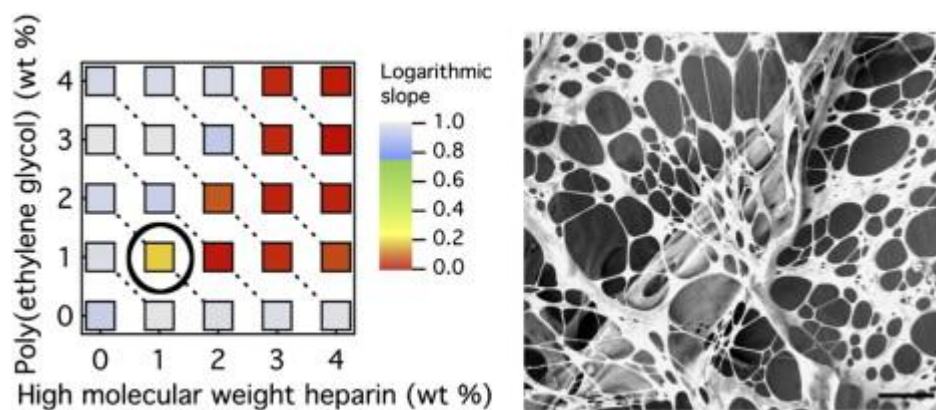 Poly(ethylene glycol) (wt %)
4
3
2
1
0
0 1 2 3 4
High molecular weight heparin (wt %)
Logarithmic
slope
1.0
0.8
0.6
0.4
0.2
0.0